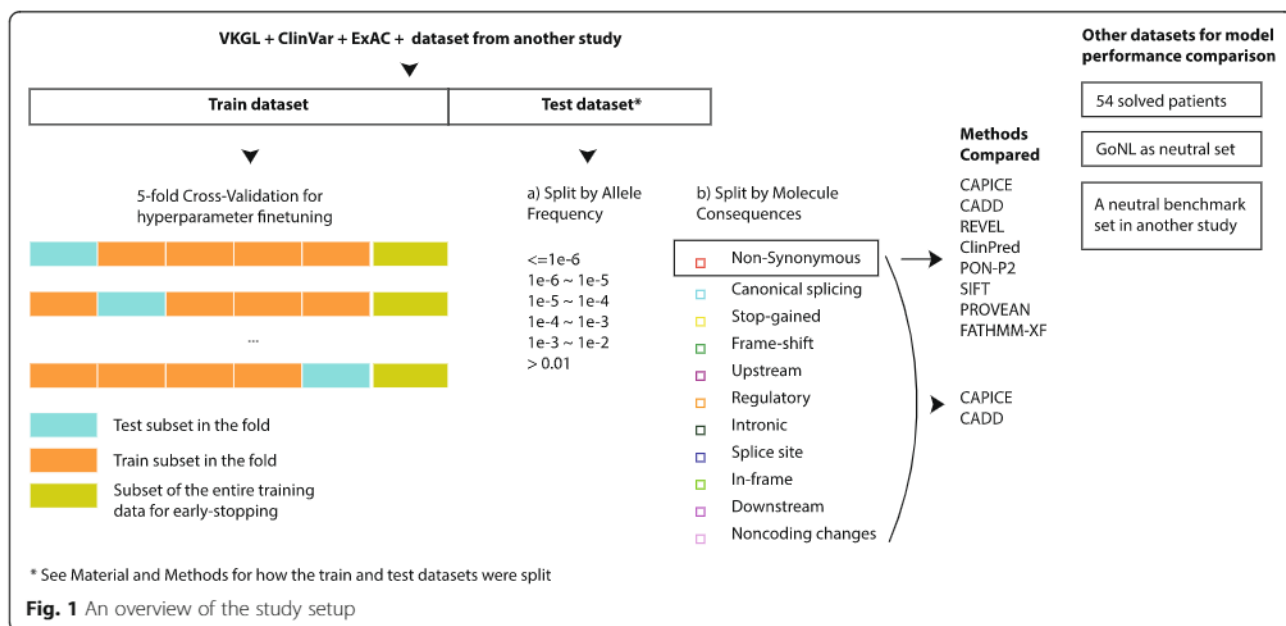 VKGL + ClinVar + ExAC + dataset from another study
Train dataset
Test dataset*
5-fold Cross-Validation for
hyperparameter finetuning
...
Test subset in the fold
Train subset in the fold
Subset of the entire training
data for early-stopping
a) Split by Allele
Frequency
<=1e-6
1e-6 ~ 1e-5
1e-5 ~ 1e-4
1e-4 ~ 1e-3
1e-3 ~ 1e-2
> 0.01
b) Split by Molecule
Consequences
Non-Synonymous
Canonical splicing
Stop-gained
Frame-shift
Upstream
Regulatory
Intronic
Splice site
In-frame
Downstream
Noncoding changes
Methods
Compared
CAPICE
CADD
REVEL
ClinPred
PON-P2
SIFT
PROVEAN
FATHMM-XF
CAPICE
CADD
Other datasets for model
performance comparison
54 solved patients
GoNL as neutral set
A neutral benchmark
set in another study
* See Material and Methods for how the train and test datasets were split
Fig. 1 An overview of the study setup